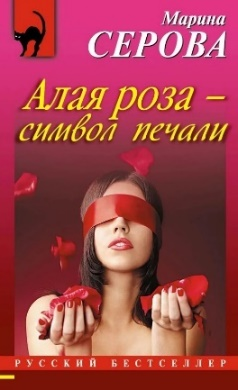 Марина
СЕРОВА
Алая роза –
символ печали
РУССКИЙ БЕСТСЕЛЛЕР